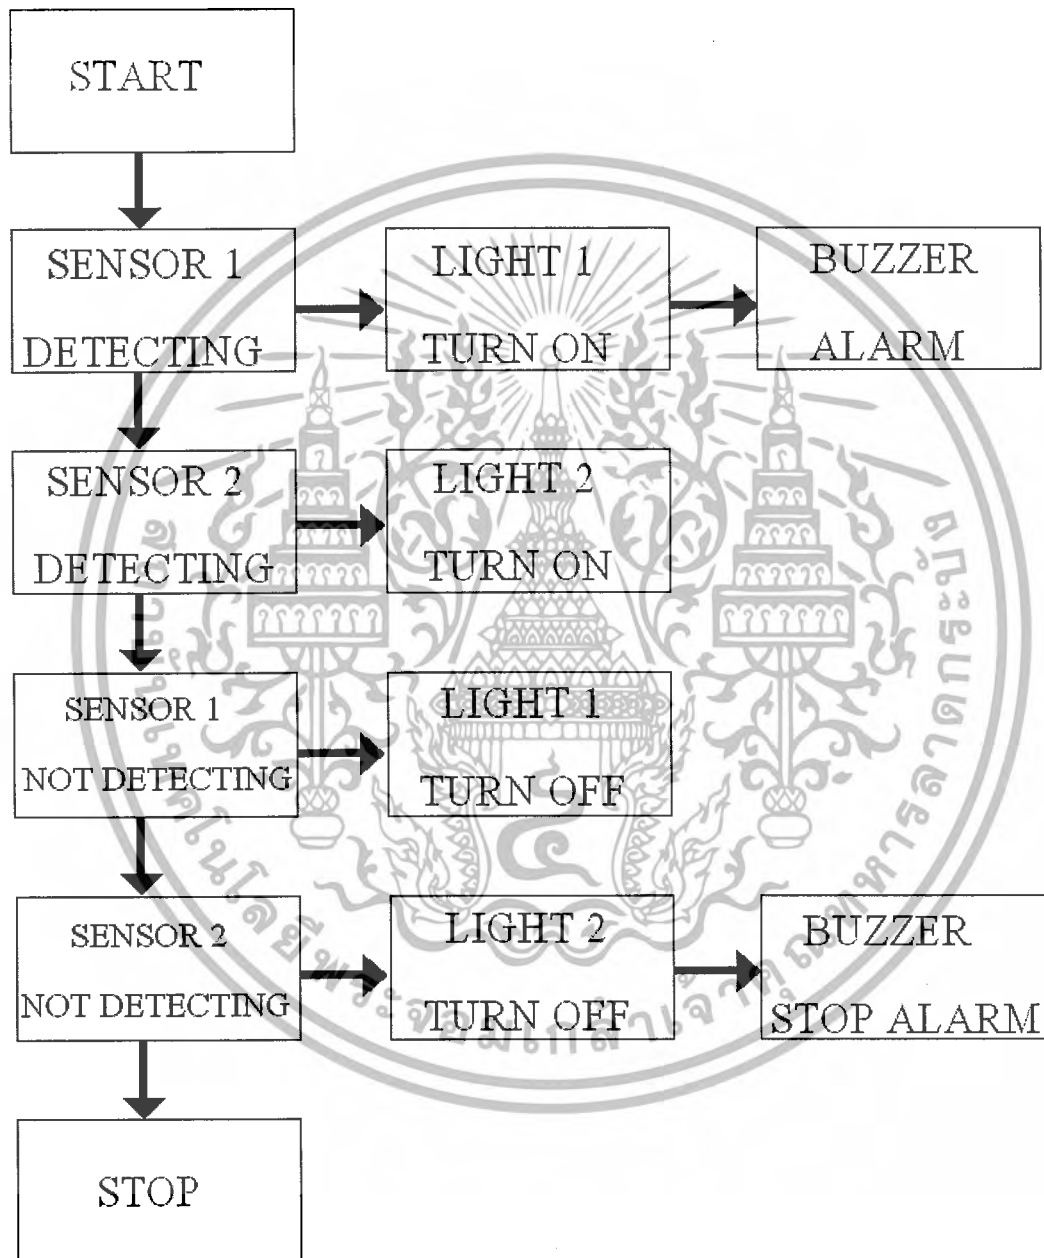 START
SENSOR 1
DETECTING
LIGHT 1
TURN ON
BUZZER
ALARM
SENSOR 2
DETECTING
LIGHT 2
TURN ON
SENSOR 1
NOT DETECTING
LIGHT 1
TURN OFF
SENSOR 2
NOT DETECTING
LIGHT 2
TURN OFF
BUZZER
STOP ALARM
STOP